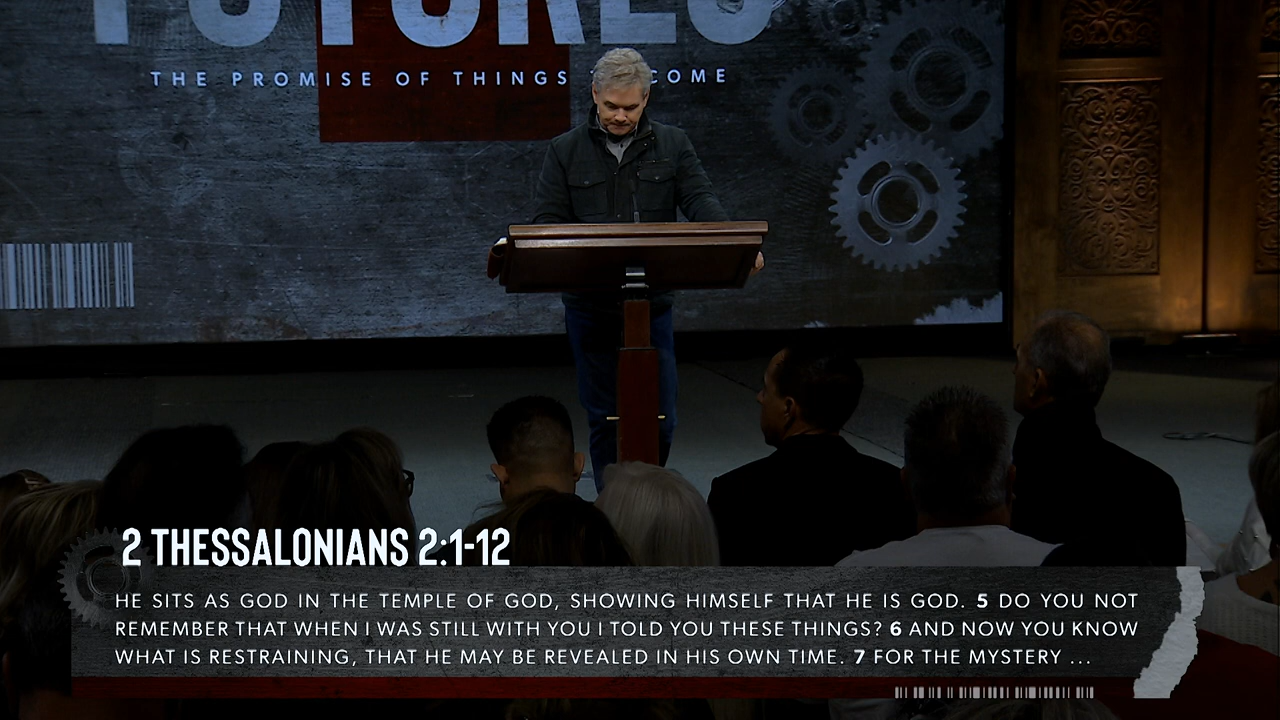 FUTURES
THE PROMISE OF THINGS COME
2 THESSALONIANS 2:1-12
HE SITS AS GOD IN THE TEMPLE OF GOD, SHOWING HIMSELF THAT HE IS GOD. 5 DO YOU NOT
REMEMBER THAT WHEN I WAS STILL WITH YOU I TOLD YOU THESE THINGS? 6 AND NOW YOU KNOW
WHAT IS RESTRAINING, THAT HE MAY BE REVEALED IN HIS OWN TIME. 7 FOR THE MYSTERY ...